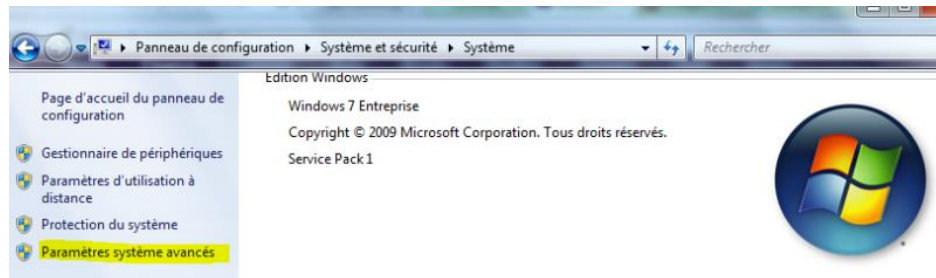 Panneau de configuration ▸ Système et sécurité ▸ Système
Rechercher
Page d'accueil du panneau de
configuration
Gestionnaire de périphériques
Paramètres d'utilisation à
distance
Protection du système
Paramètres système avancés
Edition Windows
Windows 7 Entreprise
Copyright © 2009 Microsoft Corporation. Tous droits réservés.
Service Pack 1